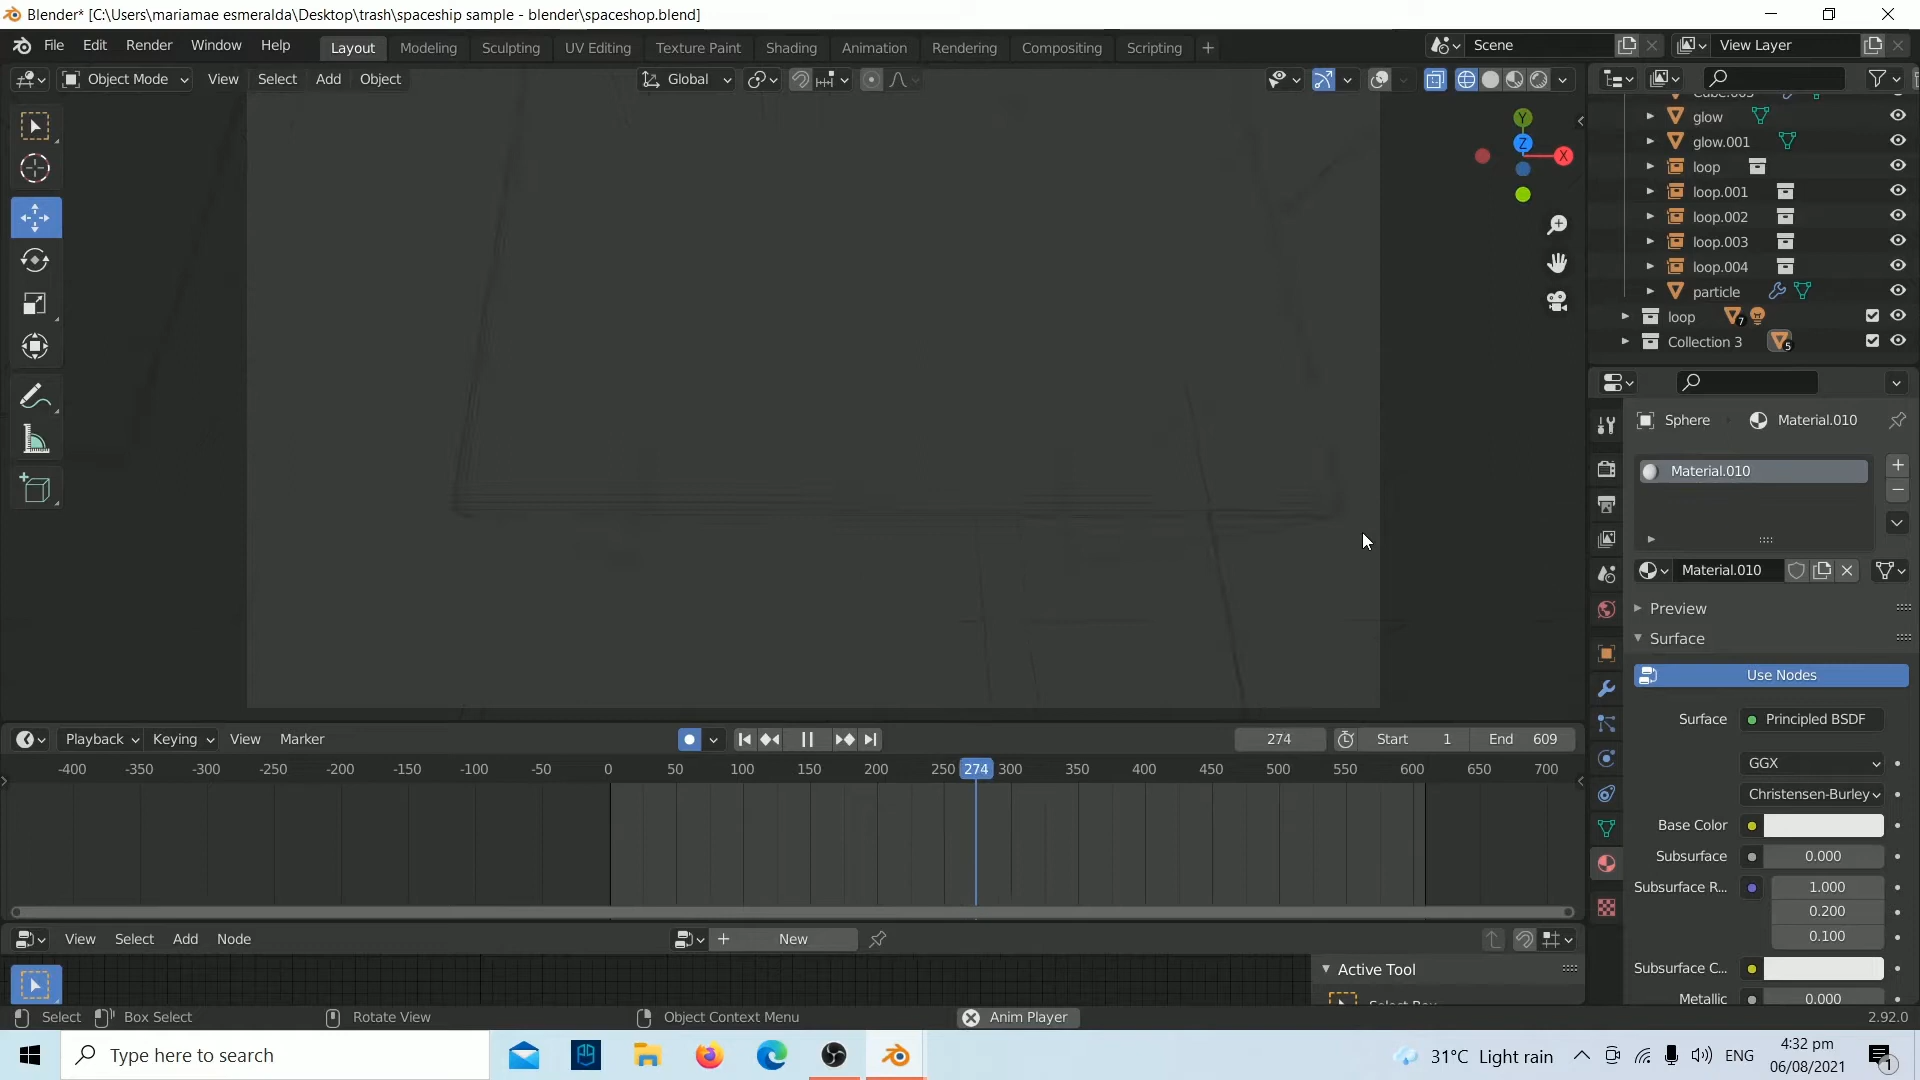 Blender* [C:\Users\mariamae esmeralda\Desktop\trash\spaceship sample - blender\spaceshop.blend]
File Edit Render Window Help Layout Modeling Sculpting UV Editing Texture Paint Shading Animation Rendering Compositing Scripting + Scene View Layer
Object Mode View Select Add Object Global
Y
Z
X
glow
glow.001
loop
loop.001
loop.002
loop.003
loop.004
particle
loop 7
Collection 3 5
Sphere Material.010
Material.010
Material.010
Preview
Surface
Use Nodes
Surface Principled BSDF
GGX
Christensen-Burley
Base Color
Subsurface 0.000
Subsurface R... 1.000
0.200
0.100
Subsurface C...
Metallic 0.000
Playback Keying View Marker 274 Start 1 End 609
-400 -350 -300 -250 -200 -150 -100 -50 0 50 100 150 200 250 274 300 350 400 450 500 550 600 650 700
View Select Add Node + New
Active Tool
Select Box Select Rotate View Object Context Menu Anim Player 2.92.0
Type here to search 31°C Light rain ENG 4:32 pm
06/08/2021 1